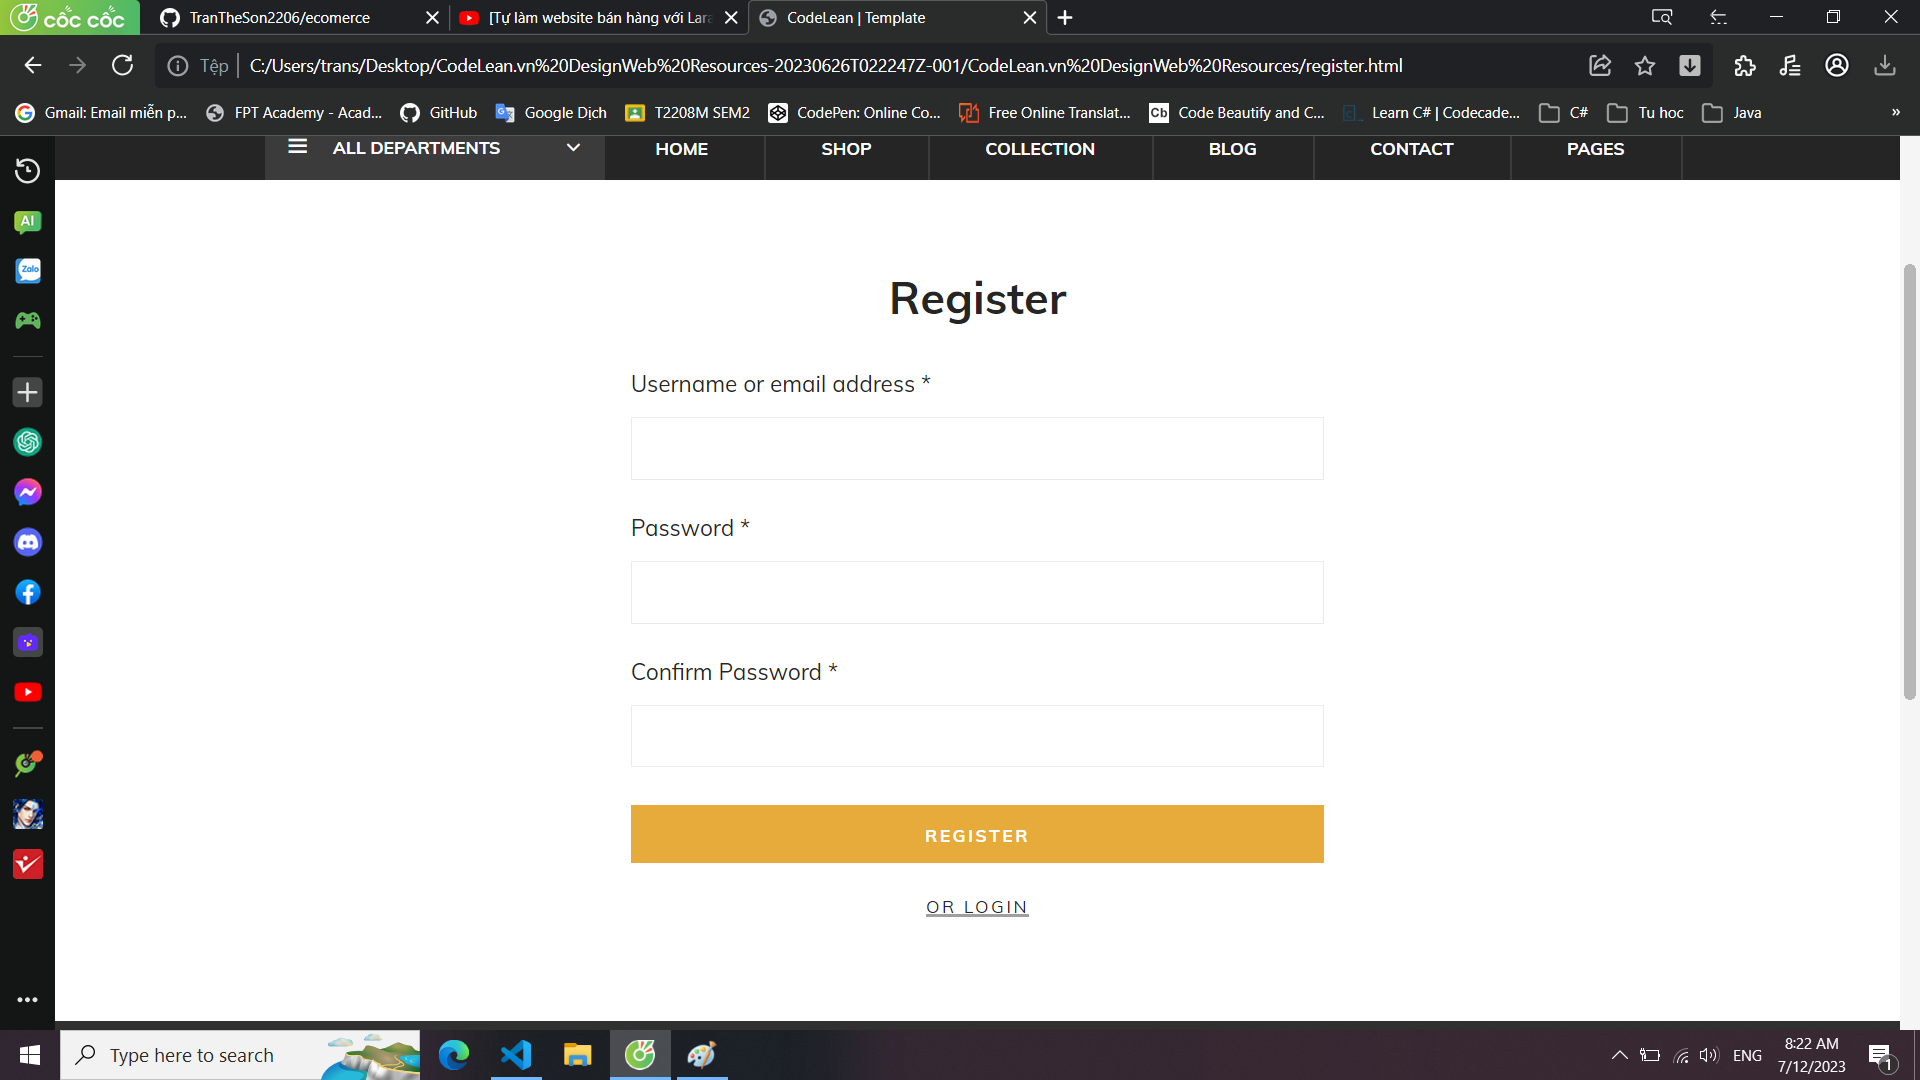 cốc cốc
TranTheSon2206/ecomerce
[Tự làm website bán hàng với Lara
CodeLean | Template
Tệp
C:/Users/trans/Desktop/CodeLean.vn%20DesignWeb%20Resources-20230626T022247Z-001/CodeLean.vn%20DesignWeb%20Resources/register.html
Gmail: Email miễn p...
FPT Academy - Acad...
GitHub
Google Dịch
T2208M SEM2
CodePen: Online Co...
Free Online Translat...
Cb
Code Beautify and C...
Learn C# | Codecade...
C#
Tu hoc
Java
»
ALL DEPARTMENTS
HOME
SHOP
COLLECTION
BLOG
CONTACT
PAGES
AI
Zalo
Register
Username or email address *
Password *
Confirm Password *
REGISTER
OR LOGIN
Type here to search
ENG
8:22 AM
7/12/2023
1